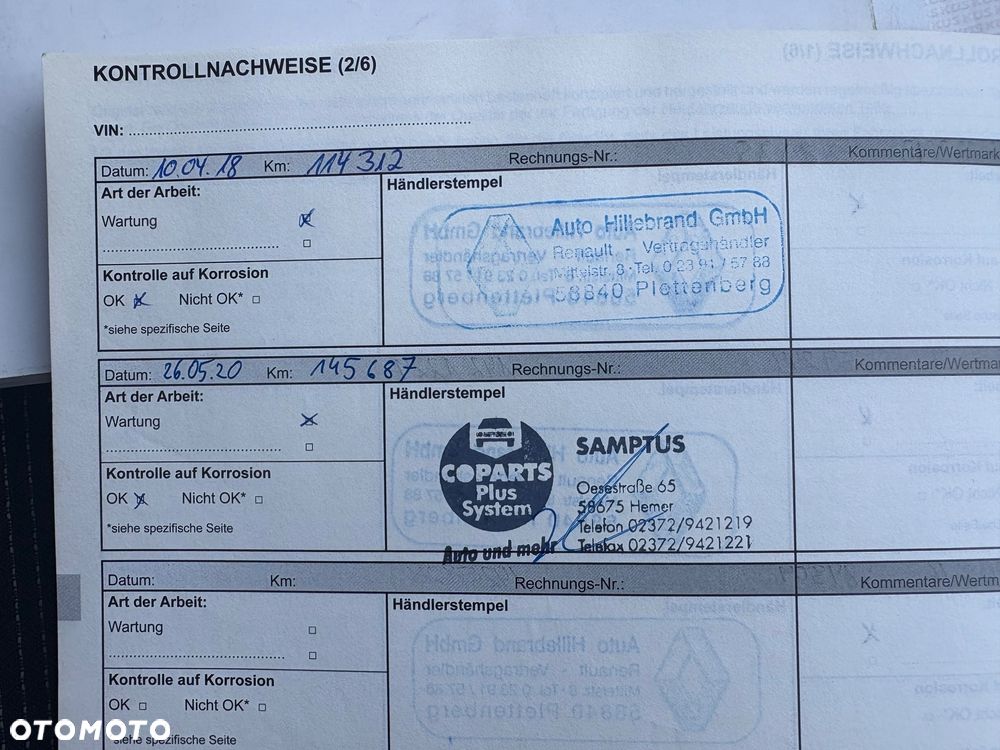 KONTROLLNACHWEISE (2/6)
VIN:
Datum: 10.04.18 Km: 114312 Rechnungs-Nr.: Kommentare/Wertmark
Art der Arbeit: Händlerstempel
Wartung
Auto Hillebrand GmbH
Renault - Vertragshändler
Mittelstr. 8 · Tel. 0 23 91 / 57 88
58840 Plettenberg
Kontrolle auf Korrosion
OK Nicht OK*
*siehe spezifische Seite
Datum: 26.05.20 Km: 145687 Rechnungs-Nr.: Kommentare/Wertmark
Art der Arbeit: Händlerstempel
Wartung
COPARTS
Plus
System
Auto und mehr
SAMPTUS
Oesestraße 65
58675 Hemer
Telefon 02372/9421219
Telefax 02372/9421221
Kontrolle auf Korrosion
OK Nicht OK*
*siehe spezifische Seite
Datum: Km: Rechnungs-Nr.: Kommentare/Wertm
Art der Arbeit: Händlerstempel
Wartung
Kontrolle auf Korrosion
OK Nicht OK*
*siehe spezifische Seite
OTOMOTO